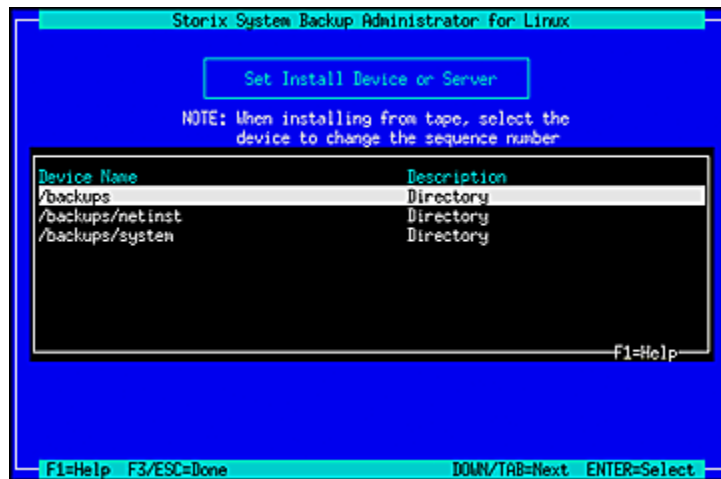 Storix System Backup Administrator for Linux
Set Install Device or Server
NOTE: When installing from tape, select the
device to change the sequence number
Device Name Description
/backups Directory
/backups/netinst Directory
/backups/system Directory
F1=Help
F1=Help F3/ESC=Done DOWN/TAB=Next ENTER=Select